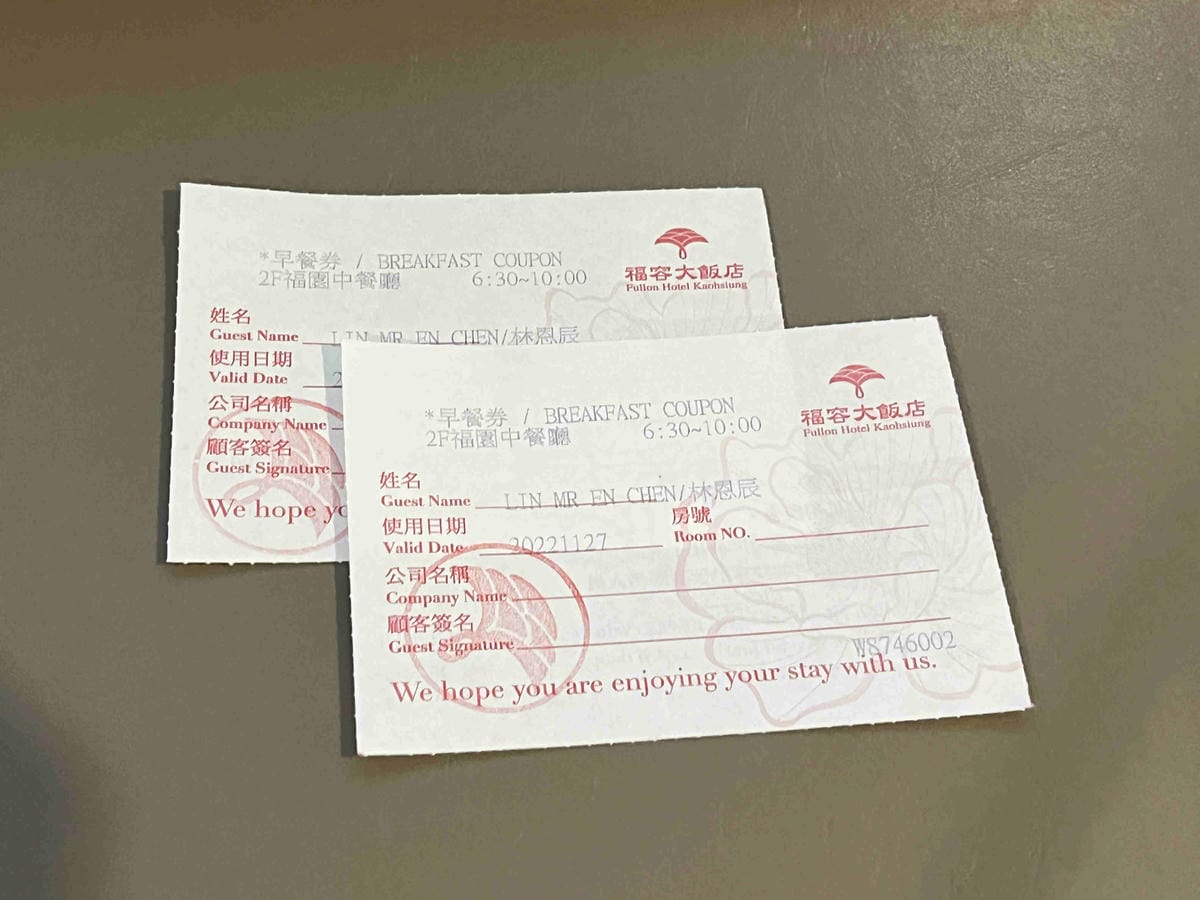 *早餐券 / BREAKFAST COUPON
2F福園中餐廳 6:30~10:00
福容大飯店
Fullon Hotel Kaohsiung
姓名
Guest Name LIN MR EN CHEN/林恩辰
使用日期
Valid Date 2
公司名稱
Company Name
顧客簽名
Guest Signature
We hope yo
*早餐券 / BREAKFAST COUPON
2F福園中餐廳 6:30~10:00
福容大飯店
Fullon Hotel Kaohsiung
姓名
Guest Name LIN MR EN CHEN/林恩辰
使用日期 房號
Valid Date 20221127 Room NO.
公司名稱
Company Name
顧客簽名
Guest Signature
WS746002
We hope you are enjoying your stay with us.